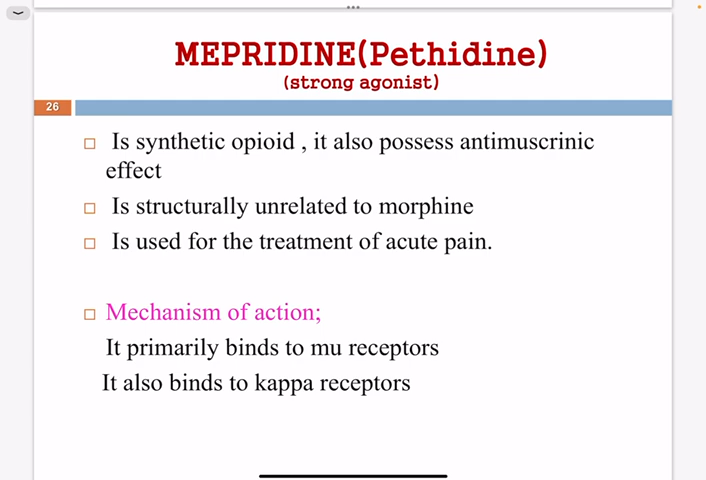 MEPRIDINE(Pethidine)
(strong agonist)
26
Is synthetic opioid , it also possess antimuscrinic
effect
Is structurally unrelated to morphine
Is used for the treatment of acute pain.
Mechanism of action;
It primarily binds to mu receptors
It also binds to kappa receptors